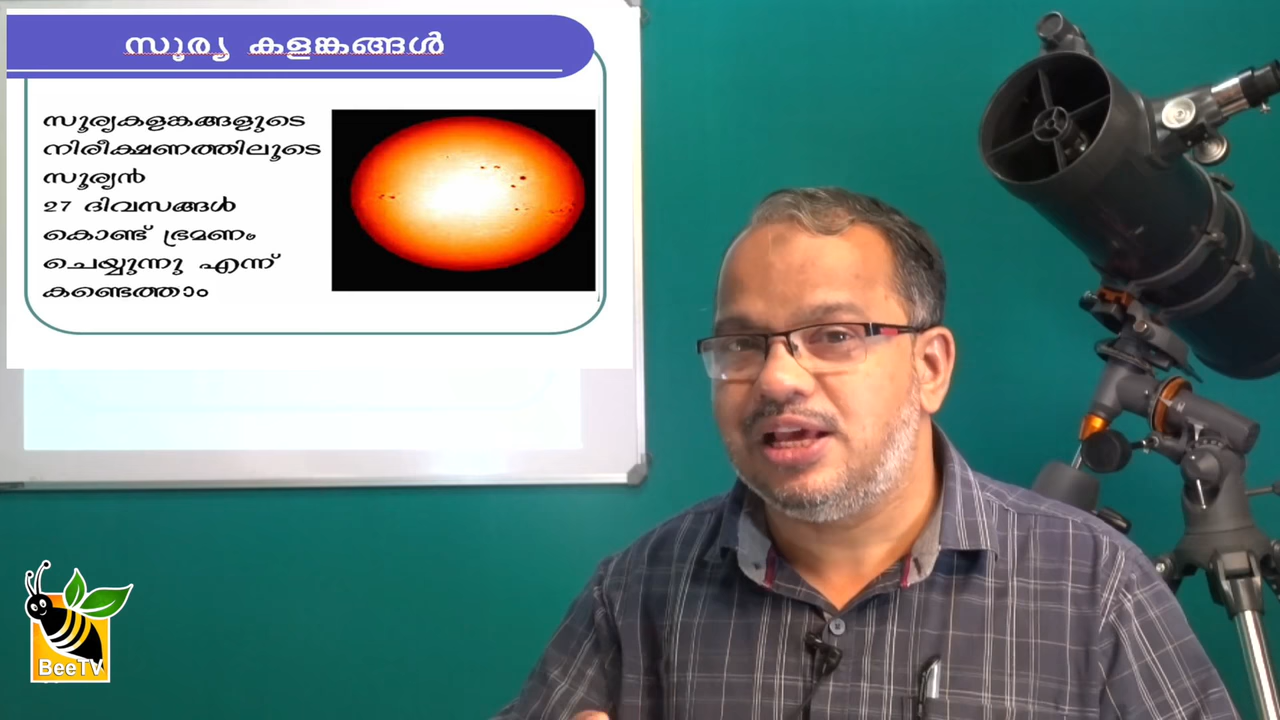 സൂര്യ കളങ്കങ്ങൾ
സൂര്യകളങ്കങ്ങളുടെ
നിരീക്ഷണത്തിലൂടെ
സൂര്യൻ
27 ദിവസങ്ങൾ
കൊണ്ട് ഭ്രമണം
ചെയ്യുന്നു എന്ന്
കണ്ടെത്താം
BeeTV